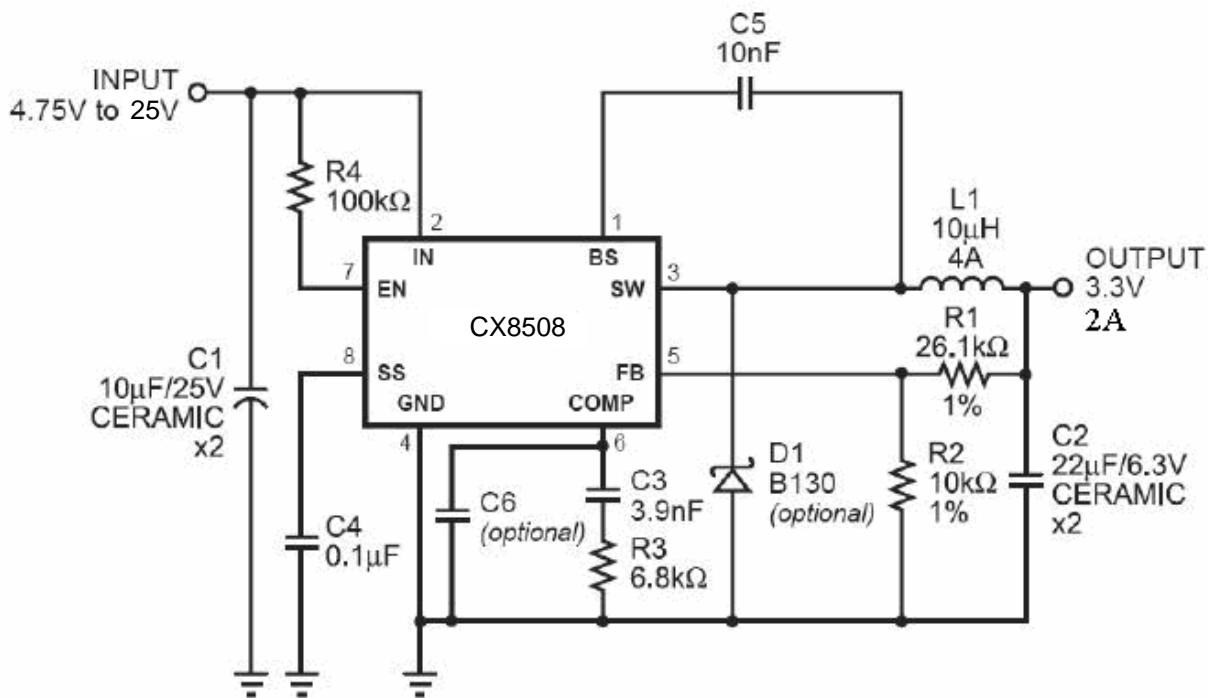 C5
10nF
INPUT
4.75V to 25V
R4
100kΩ
2
1
IN
BS
L1
10µH
4A
7
EN
SW
3
OUTPUT
3.3V
2A
CX8508
R1
26.1kΩ
1%
C1
10µF/25V
CERAMIC
x2
8
SS
FB
5
GND
COMP
4
6
C4
0.1µF
C6
(optional)
C3
3.9nF
R3
6.8kΩ
D1
B130
(optional)
R2
10kΩ
1%
C2
22µF/6.3V
CERAMIC
x2